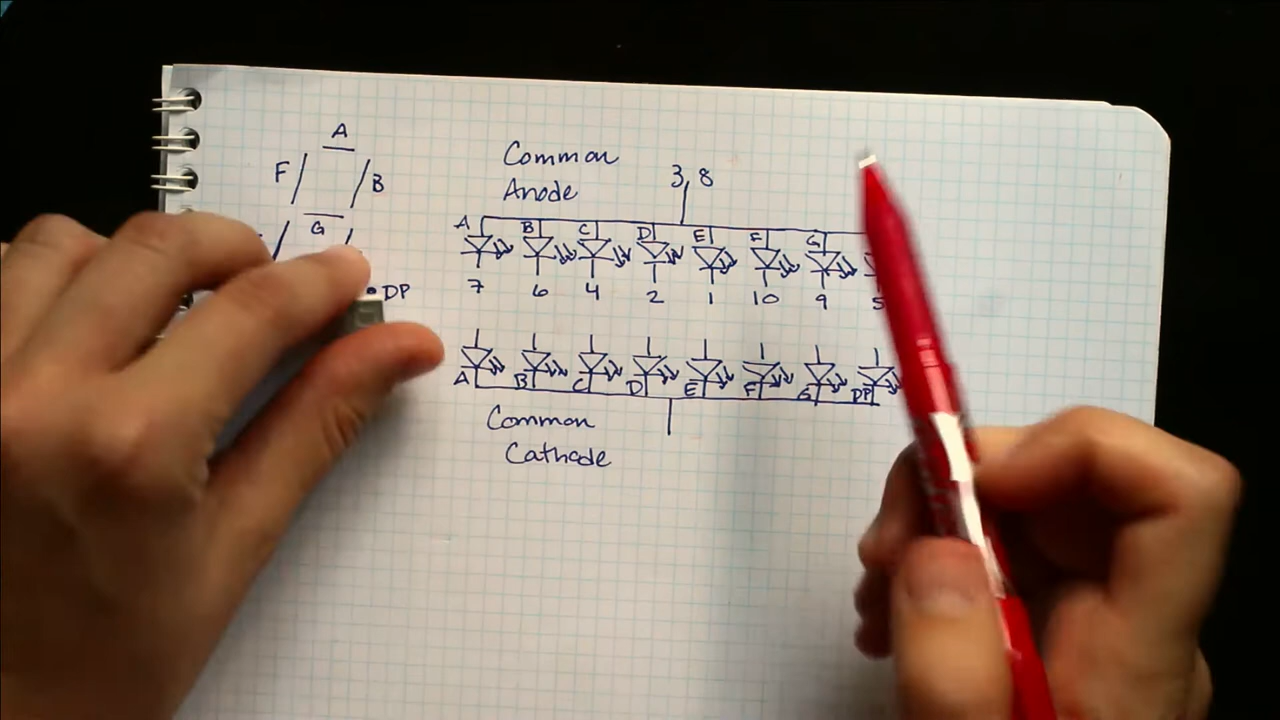 A
F
B
G
DP
Common
Anode
3, 8
A B C D E F G
7 6 4 2 1 10 9 5
A B C D E F G DP
Common
Cathode